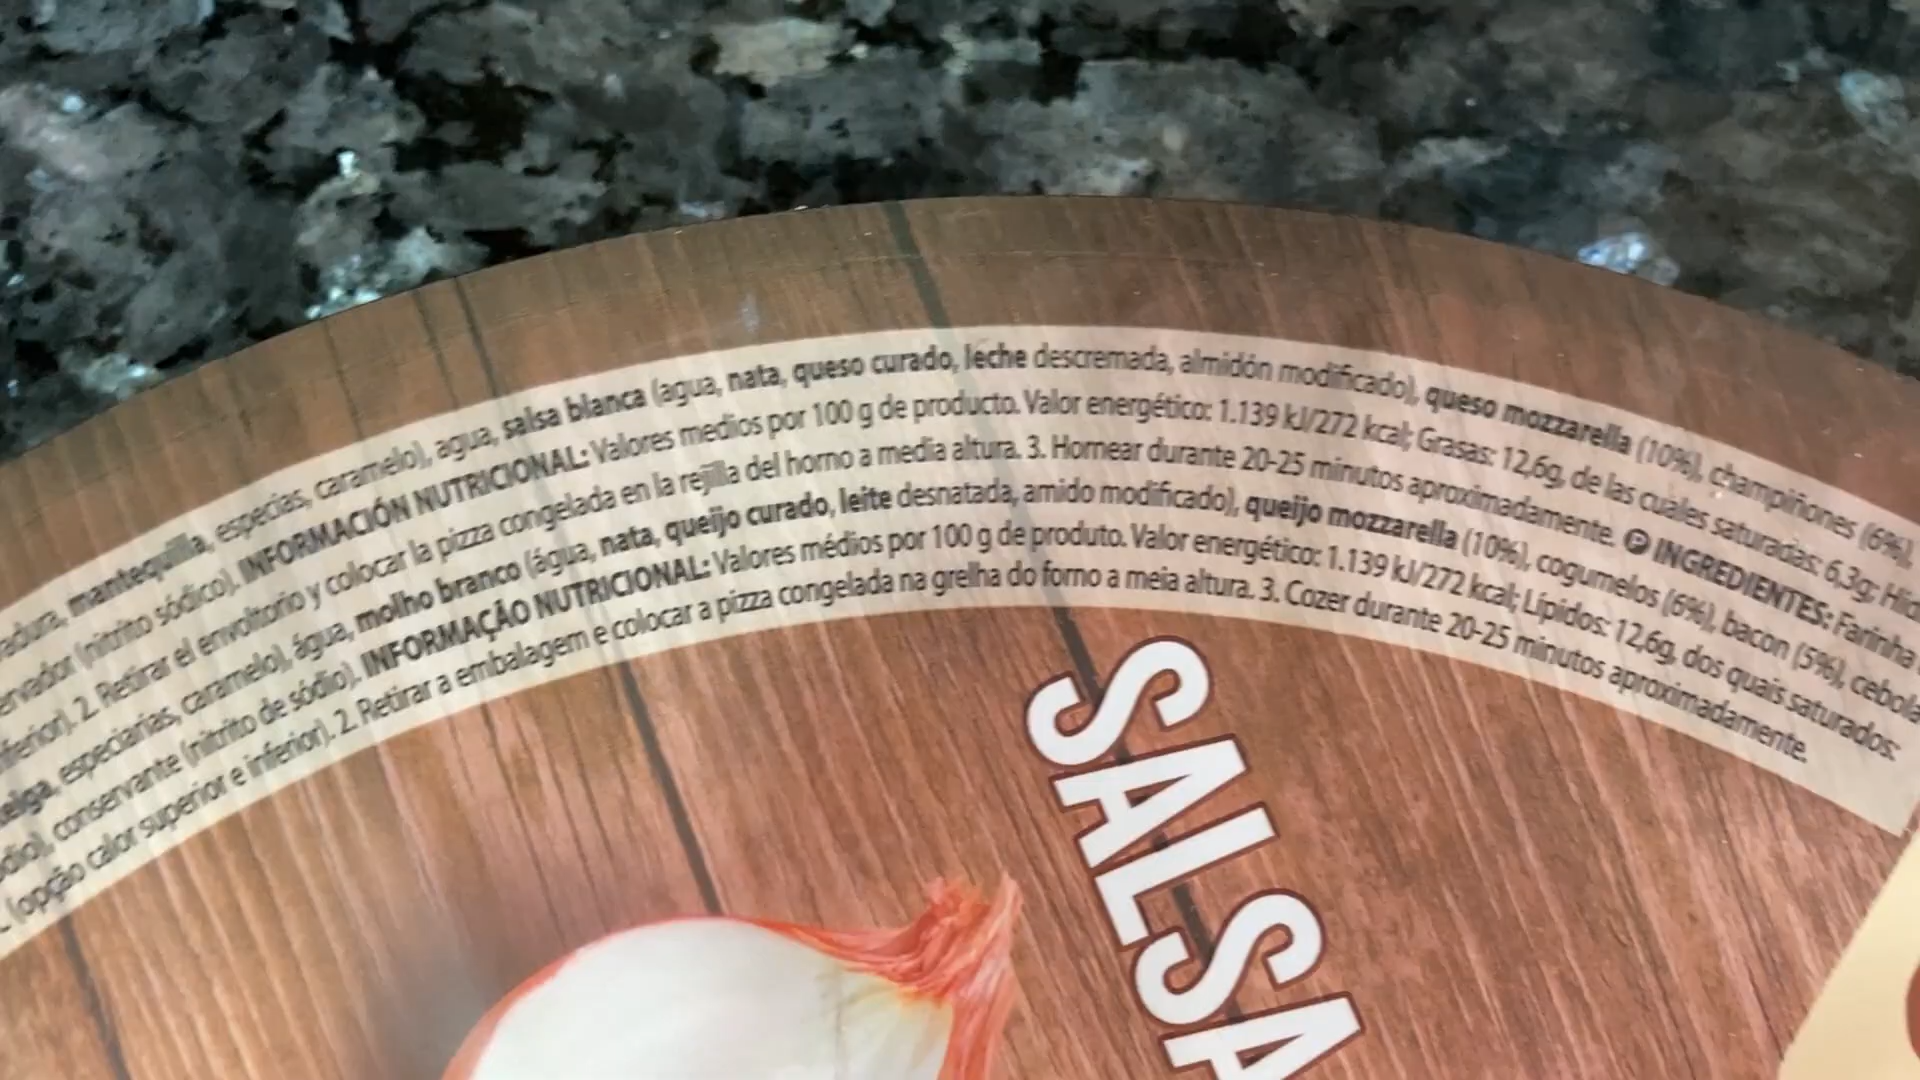 mantequilla, especias, caramelo), agua, salsa blanca (agua, nata, queso curado, leche descremada, almidón modificado), queso mozzarella (10%), champiñones (6%),
(nitrito sódico). INFORMACIÓN NUTRICIONAL: Valores medios por 100 g de producto. Valor energético: 1.139 kJ/272 kcal; Grasas: 12,6g, de las cuales saturadas: 6,3g;
2. Retirar el envoltorio y colocar la pizza congelada en la rejilla del horno a media altura. 3. Hornear durante 20-25 minutos aproximadamente. P INGREDIENTES: Farinha
especiarias, caramelo), água, molho branco (água, nata, queijo curado, leite desnatada, amido modificado), queijo mozzarella (10%), cogumelos (6%), bacon (5%), cebola
conservante (nitrito de sódio). INFORMAÇÃO NUTRICIONAL: Valores médios por 100 g de produto. Valor energético: 1.139 kJ/272 kcal; Lípidos: 12,6g, dos quais saturados:
(opção calor superior e inferior). 2. Retirar a embalagem e colocar a pizza congelada na grelha do forno a meia altura. 3. Cozer durante 20-25 minutos aproximadamente.
SALSA